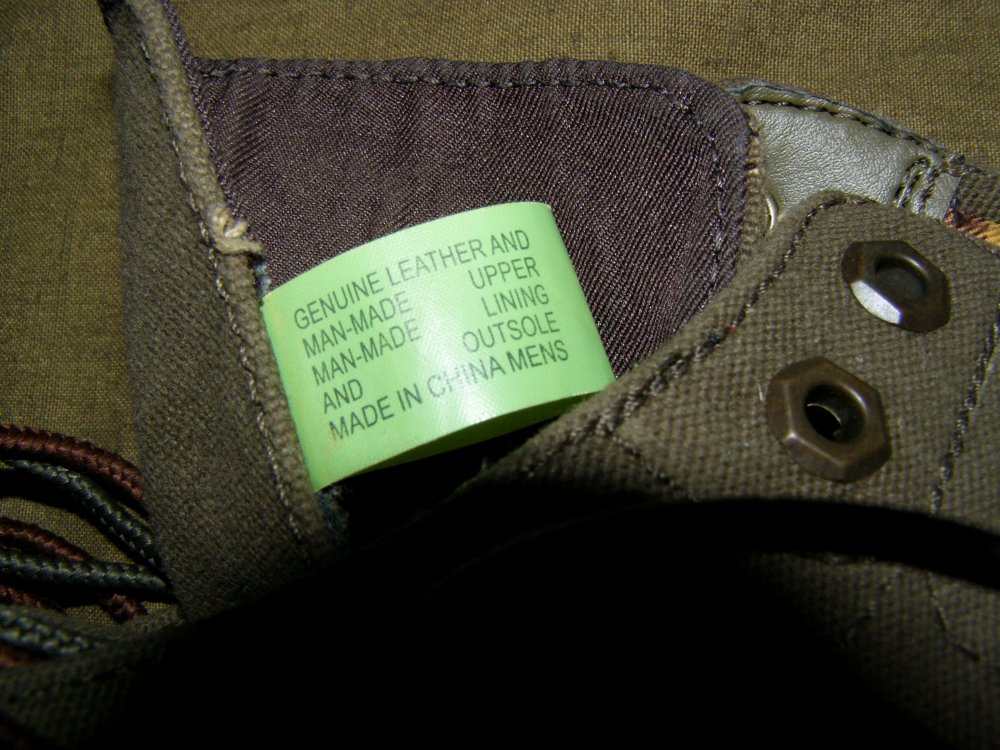 GENUINE LEATHER AND
MAN-MADE UPPER
MAN-MADE LINING
AND OUTSOLE
MADE IN CHINA MENS